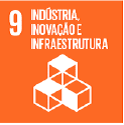 9 INDÚSTRIA,
INOVAÇÃO E
INFRAESTRUTURA